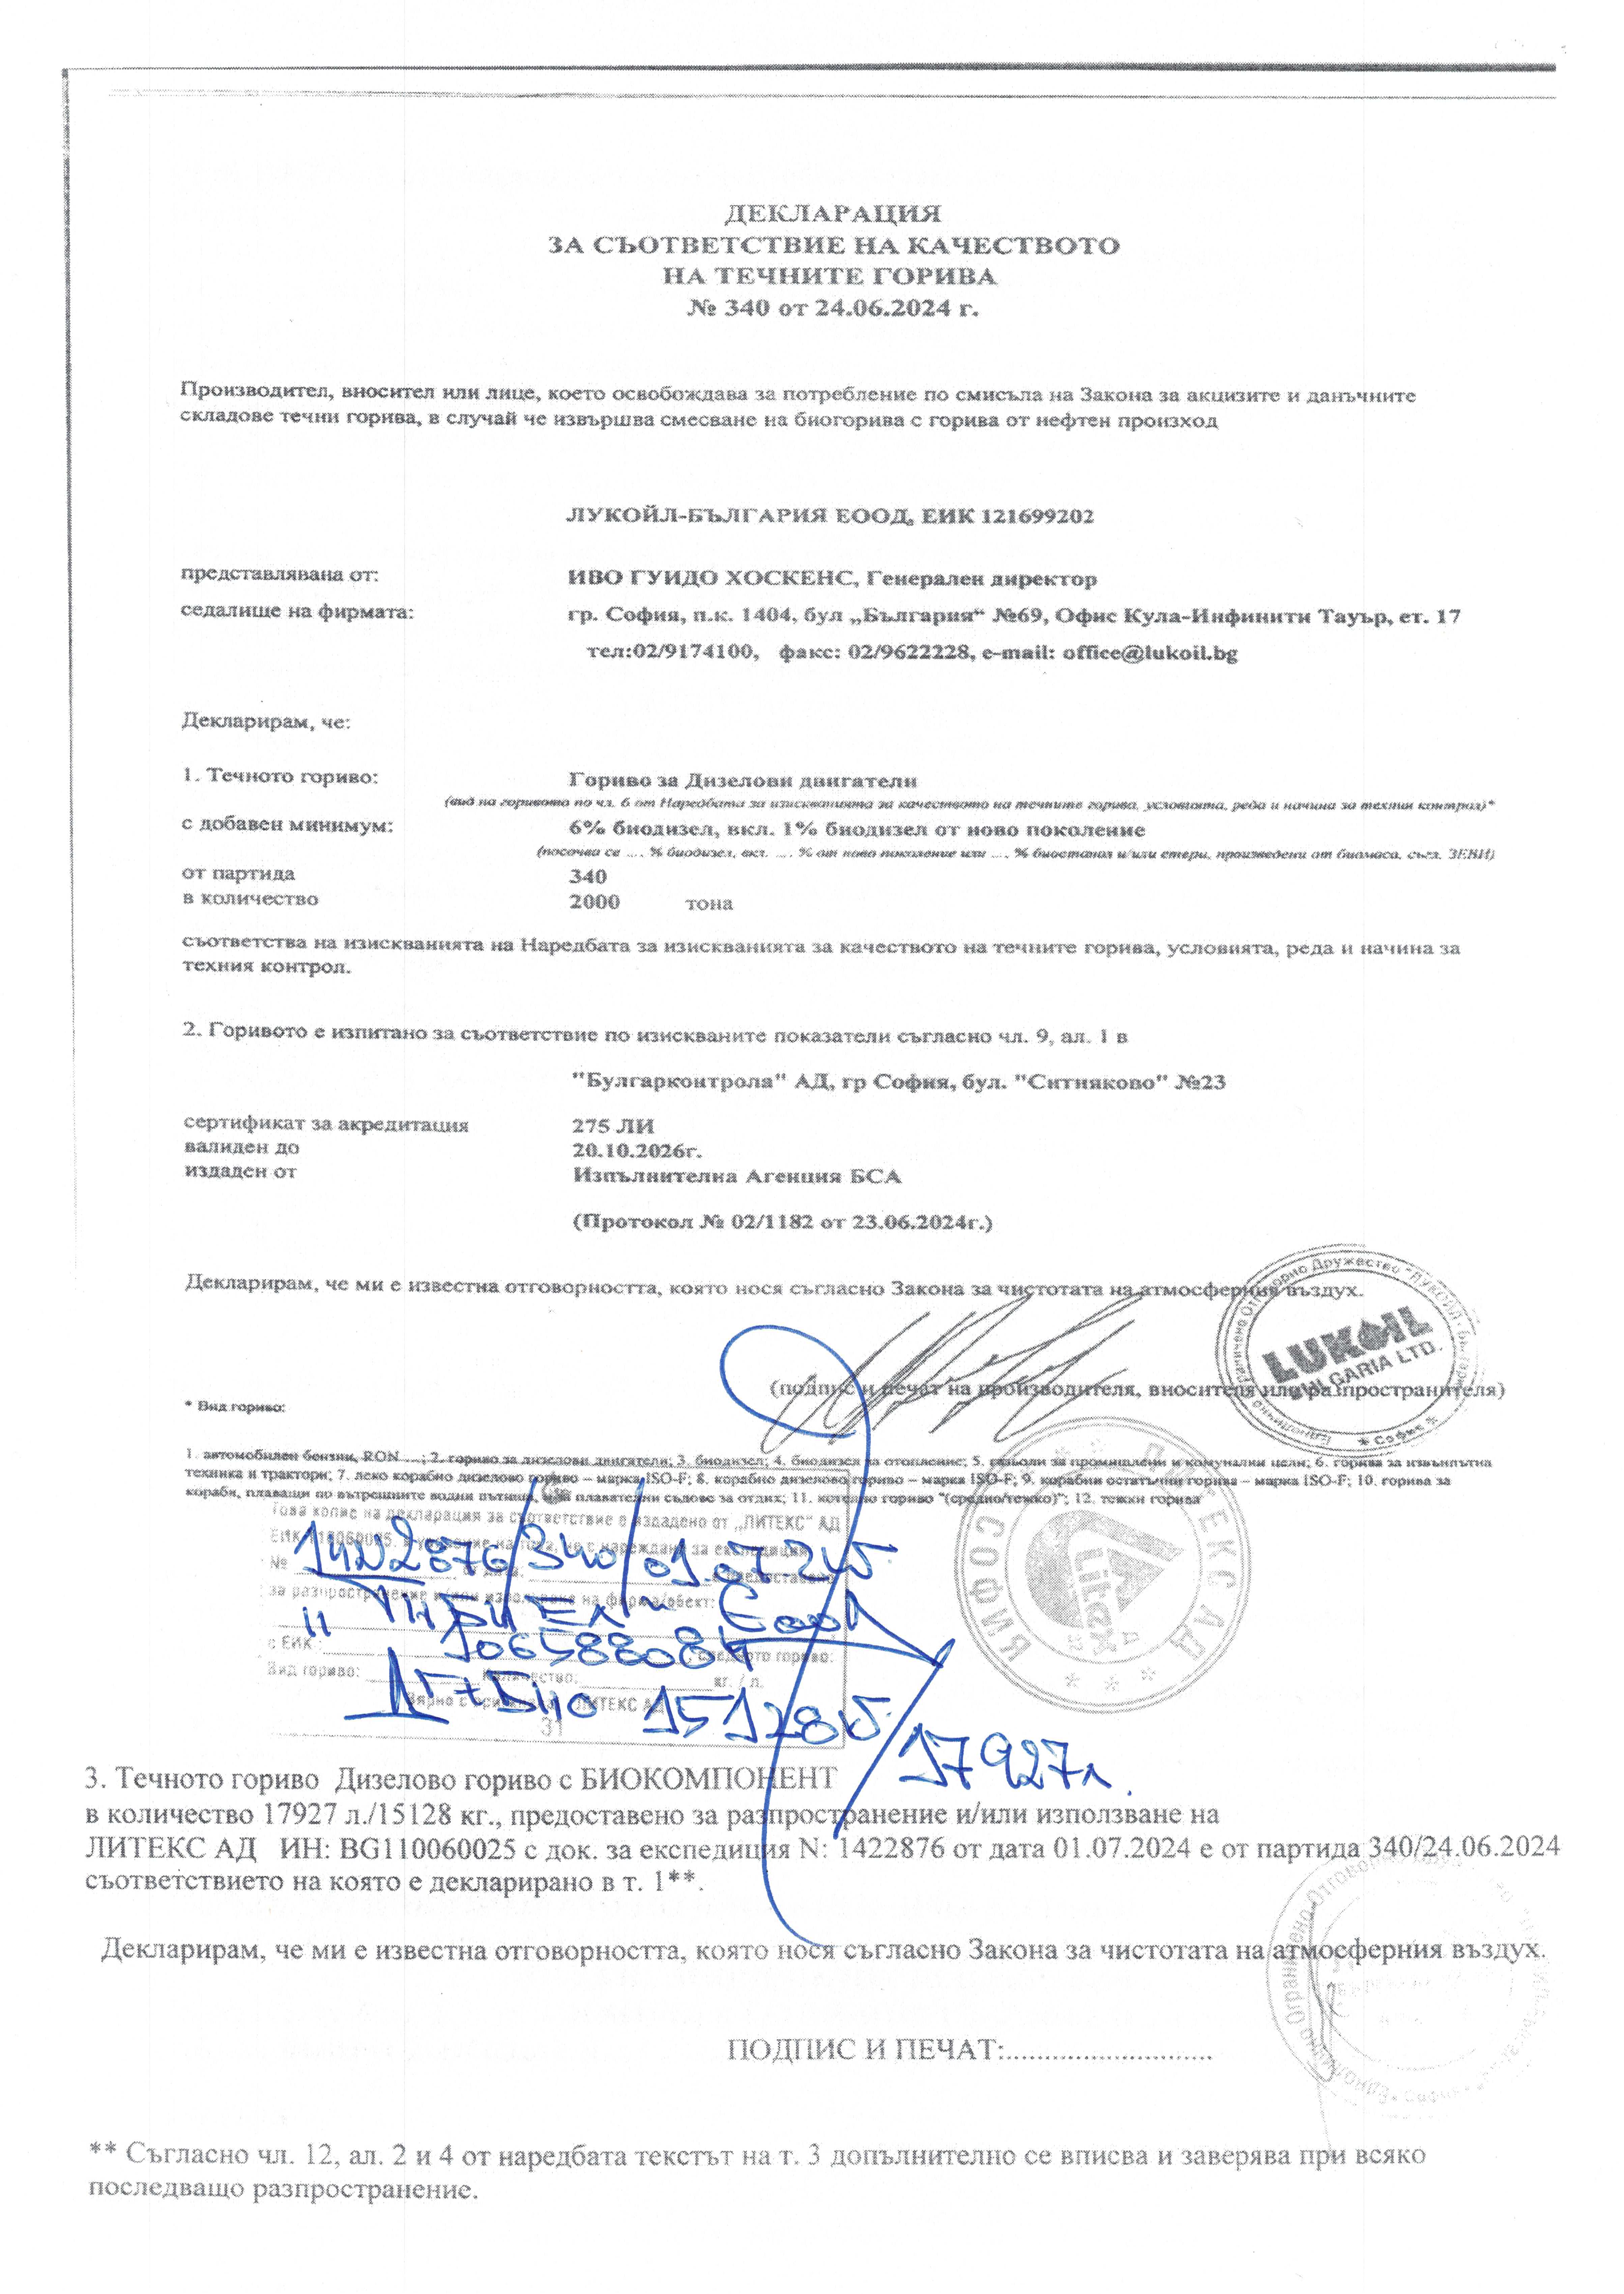 ДЕКЛАРАЦИЯ
ЗА СЪОТВЕТСТВИЕ НА КАЧЕСТВОТО
НА ТЕЧНИТЕ ГОРИВА
№ 340 от 24.06.2024 г.
Производител, вносител или лице, което освобождава за потребление по смисъла на Закона за акцизите и данъчните
складове течни горива, в случай че извършва смесване на биогорива с горива от нефтен произход
ЛУКОЙЛ-БЪЛГАРИЯ ЕООД, ЕИК 121699202
представлявана от: ИВО ГУИДО ХОСКЕНС, Генерален директор
седалище на фирмата: гр. София, п.к. 1404, бул „България“ №69, Офис Кула-Инфинити Тауър, ет. 17
тел:02/9174100, факс: 02/9622228, e-mail: office@lukoil.bg
Декларирам, че:
1. Течното гориво: Гориво за Дизелови двигатели
(вид на горивото по чл. 6 от Наредбата за изискванията за качеството на течните горива, условията, реда и начина за техния контрол)*
с добавен минимум: 6% биодизел, вкл. 1% биодизел от ново поколение
(посочва се .... % биодизел, вкл. .... % от ново поколение или .... % биоетанол и/или етери, произведени от биомаса, съгл. ЗЕВИ)
от партида 340
в количество 2000 тона
съответства на изискванията на Наредбата за изискванията за качеството на течните горива, условията, реда и начина за
техния контрол.
2. Горивото е изпитано за съответствие по изискваните показатели съгласно чл. 9, ал. 1 в
"Булгарконтрола" АД, гр София, бул. "Ситняково" №23
сертификат за акредитация 275 ЛИ
валиден до 20.10.2026г.
издаден от Изпълнителна Агенция БСА
(Протокол № 02/1182 от 23.06.2024г.)
Декларирам, че ми е известна отговорността, която нося съгласно Закона за чистотата на атмосферния въздух.
LUKOIL
BULGARIA LTD.
София
(подпис и печат на производителя, вносителя или разпространителя)
* Вид гориво:
1. автомобилен бензин, RON ...; 2. гориво за дизелови двигатели; 3. биодизел; 4. биодизел за отопление; 5. газьоли за промишлени и комунални цели; 6. горива за извънпътна
техника и трактори; 7. леко корабно дизелово гориво – марка ISO-F; 8. корабно дизелово гориво – марка ISO-F; 9. корабни остатъчни горива – марка ISO-F; 10. горива за
кораби, плаващи по вътрешните водни пътища, или плавателни съдове за отдих; 11. котелно гориво "(средно/тежко)"; 12. тежки горива
Това копие на декларация за съответствие е издадено от „ЛИТЕКС“ АД
1422876/340/01.07.24г.
за разпространение и/или използване на фирма/обект:
ЕООД
с ЕИК: 106588084 гориво:
Вид гориво: Количество: кг. / л.
ДГ+БИО 15128кг/17927л.
Вярно с ЛИТЕКС АД
31
ЛИТЕКС АД
СОФИЯ
Litex
3. Течното гориво Дизелово гориво с БИОКОМПОНЕНТ
в количество 17927 л./15128 кг., предоставено за разпространение и/или използване на
ЛИТЕКС АД ИН: BG110060025 с док. за експедиция N: 1422876 от дата 01.07.2024 е от партида 340/24.06.2024
съответствието на която е декларирано в т. 1**.
Декларирам, че ми е известна отговорността, която нося съгласно Закона за чистотата на атмосферния въздух.
ПОДПИС И ПЕЧАТ:...........................
** Съгласно чл. 12, ал. 2 и 4 от наредбата текстът на т. 3 допълнително се вписва и заверява при всяко
последващо разпространение.